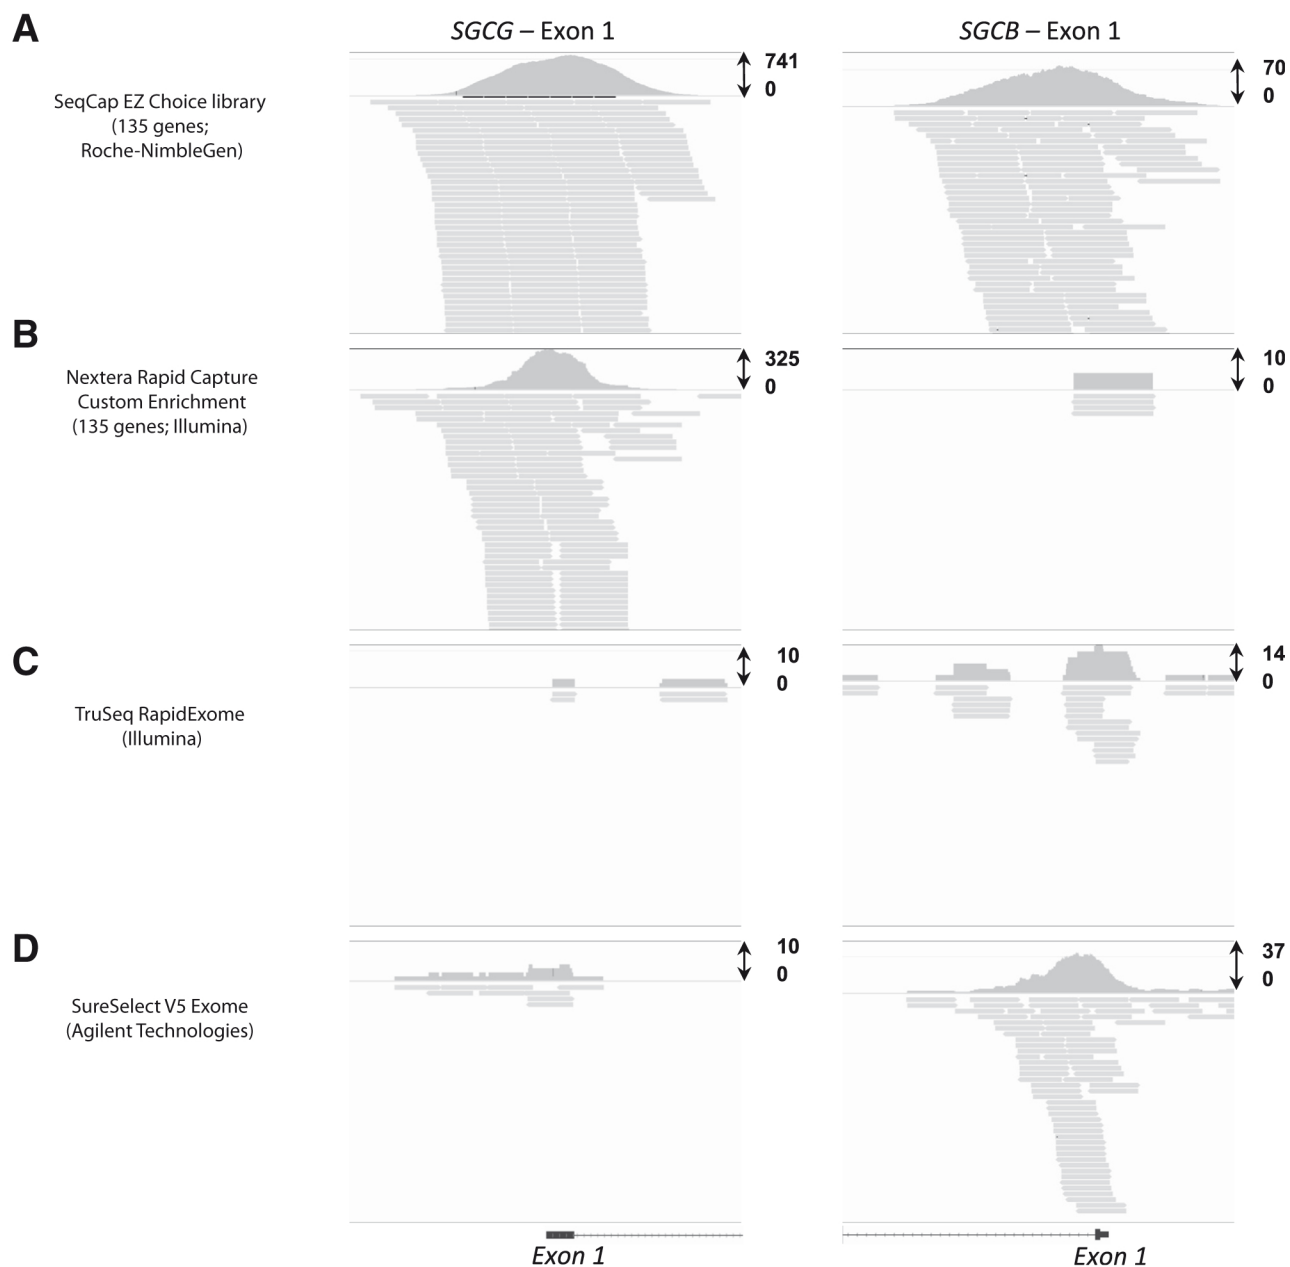 A
SGCG – Exon 1
SGCB – Exon 1
SeqCap EZ Choice library
(135 genes;
Roche-NimbleGen)
741
0
70
0
B
Nextera Rapid Capture
Custom Enrichment
(135 genes; Illumina)
325
0
10
0
C
TruSeq RapidExome
(Illumina)
10
0
14
0
D
SureSelect V5 Exome
(Agilent Technologies)
10
0
37
0
Exon 1
Exon 1